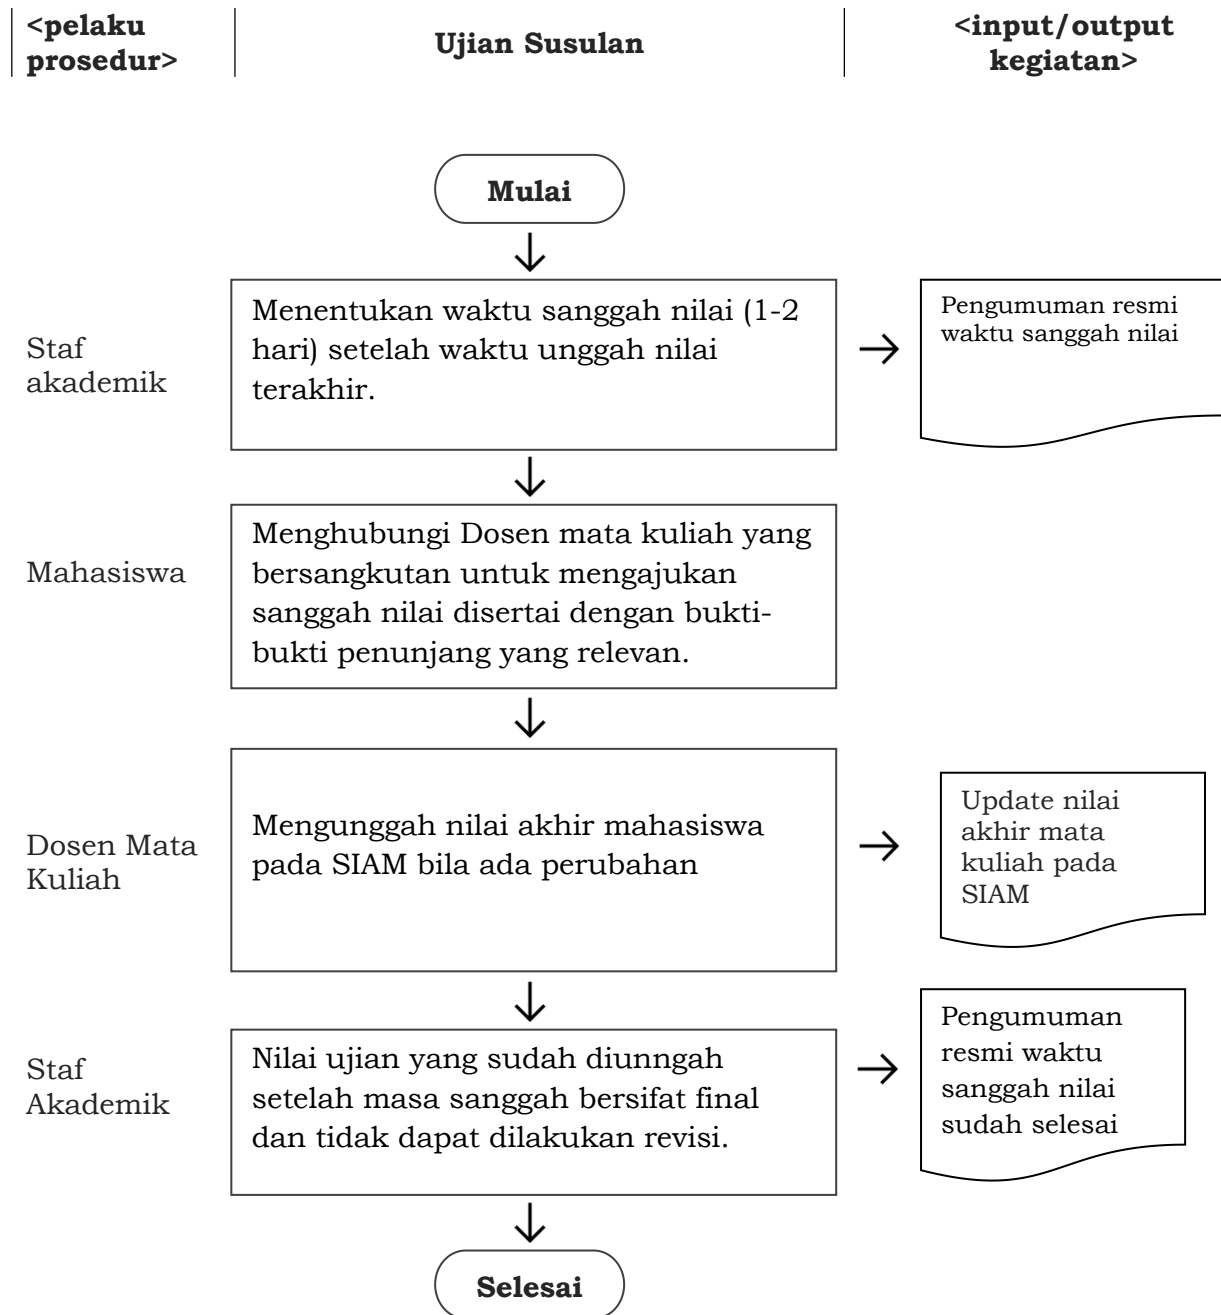 <pelaku
prosedur>
Ujian Susulan
<input/output
kegiatan>
Mulai
Staf
akademik
Menentukan waktu sanggah nilai (1-2
hari) setelah waktu unggah nilai
terakhir.
Pengumuman resmi
waktu sanggah nilai
Mahasiswa
Menghubungi Dosen mata kuliah yang
bersangkutan untuk mengajukan
sanggah nilai disertai dengan bukti-
bukti penunjang yang relevan.
Dosen Mata
Kuliah
Mengunggah nilai akhir mahasiswa
pada SIAM bila ada perubahan
Update nilai
akhir mata
kuliah pada
SIAM
Staf
Akademik
Nilai ujian yang sudah diunngah
setelah masa sanggah bersifat final
dan tidak dapat dilakukan revisi.
Pengumuman
resmi waktu
sanggah nilai
sudah selesai
Selesai